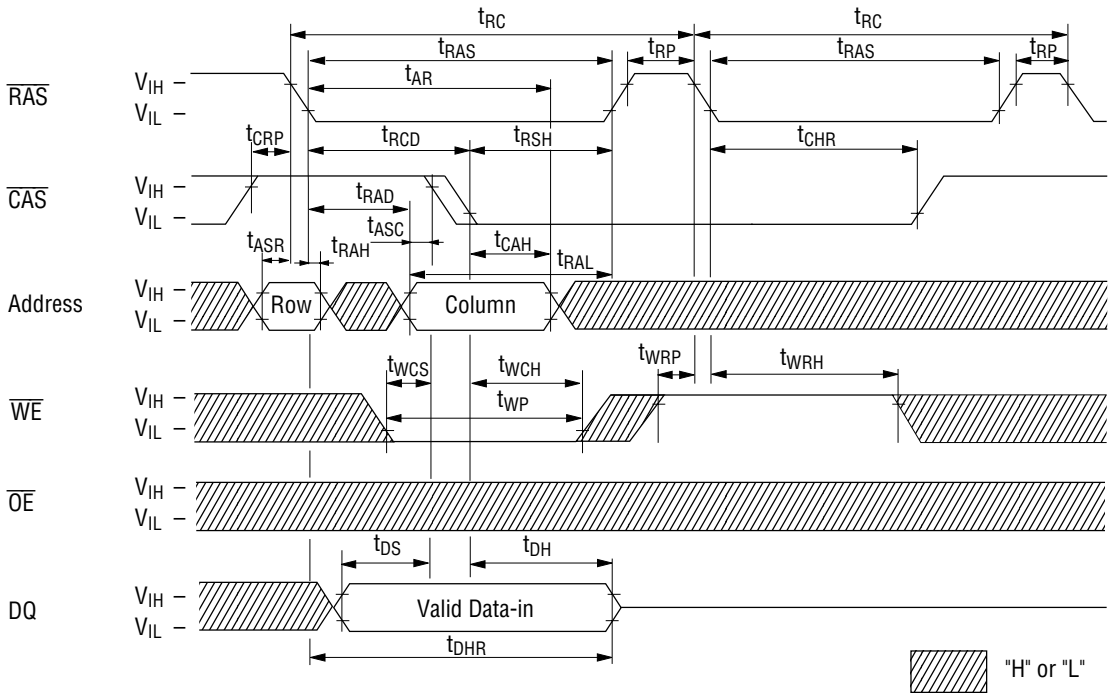 tRC tRC
tRAS tRP tRAS tRP
tAR
RAS VIH
VIL
tCRP tRCD tRSH tCHR
CAS VIH
VIL
tRAD
tASC
tASR tRAH tCAH
tRAL
Address VIH
VIL
Row Column
tWCS tWCH tWRP tWRH
tWP
WE VIH
VIL
OE VIH
VIL
tDS tDH
DQ VIH
VIL
Valid Data-in
tDHR
"H" or "L"